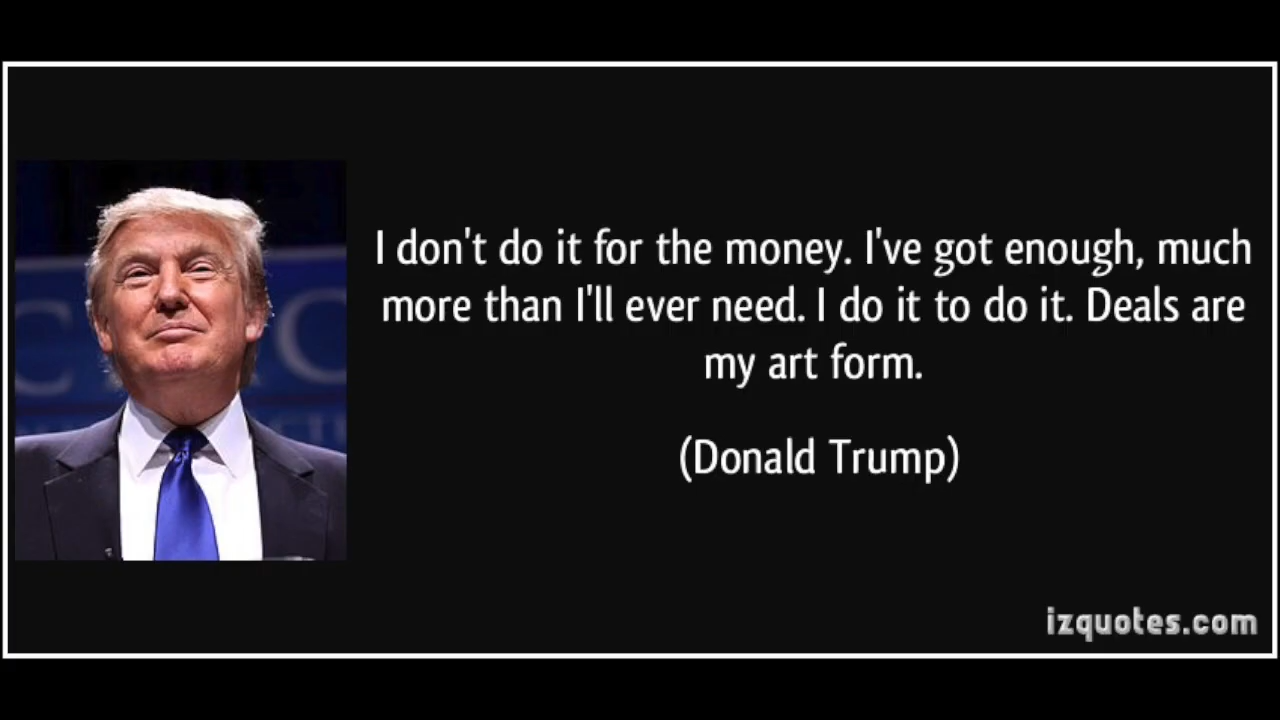 I don't do it for the money. I've got enough, much
more than I'll ever need. I do it to do it. Deals are
my art form.
(Donald Trump)
izquotes.com